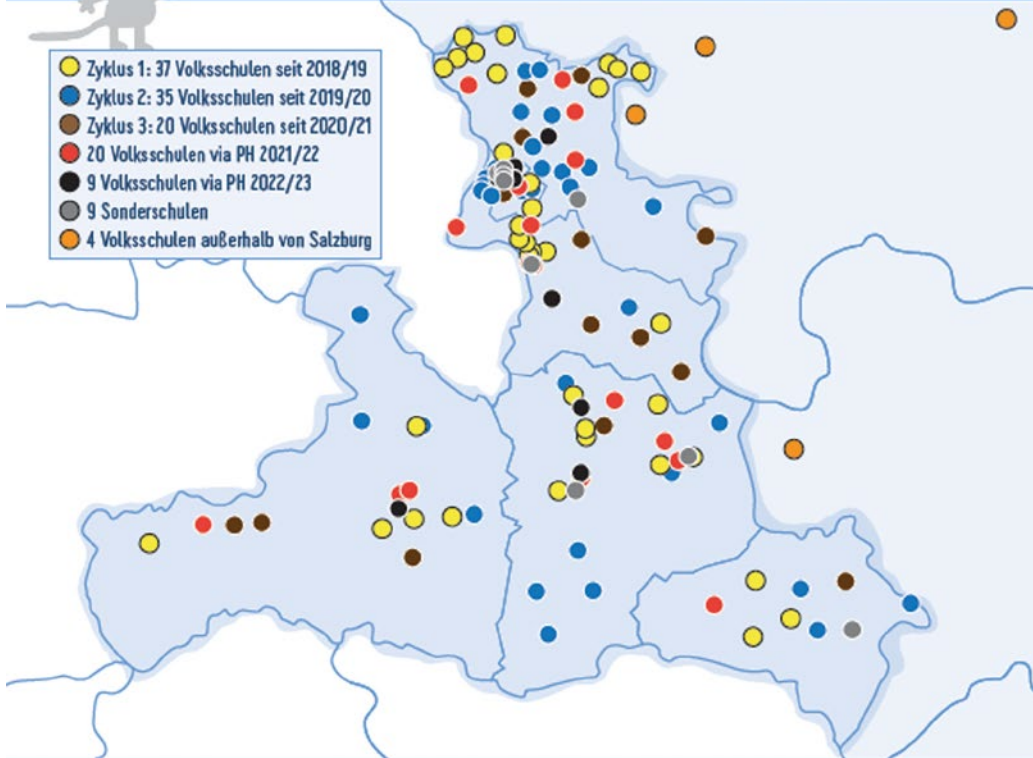 Zyklus 1: 37 Volksschulen seit 2018/19
Zyklus 2: 35 Volksschulen seit 2019/20
Zyklus 3: 20 Volksschulen seit 2020/21
20 Volksschulen via PH 2021/22
9 Volksschulen via PH 2022/23
9 Sonderschulen
4 Volksschulen außerhalb von Salzburg